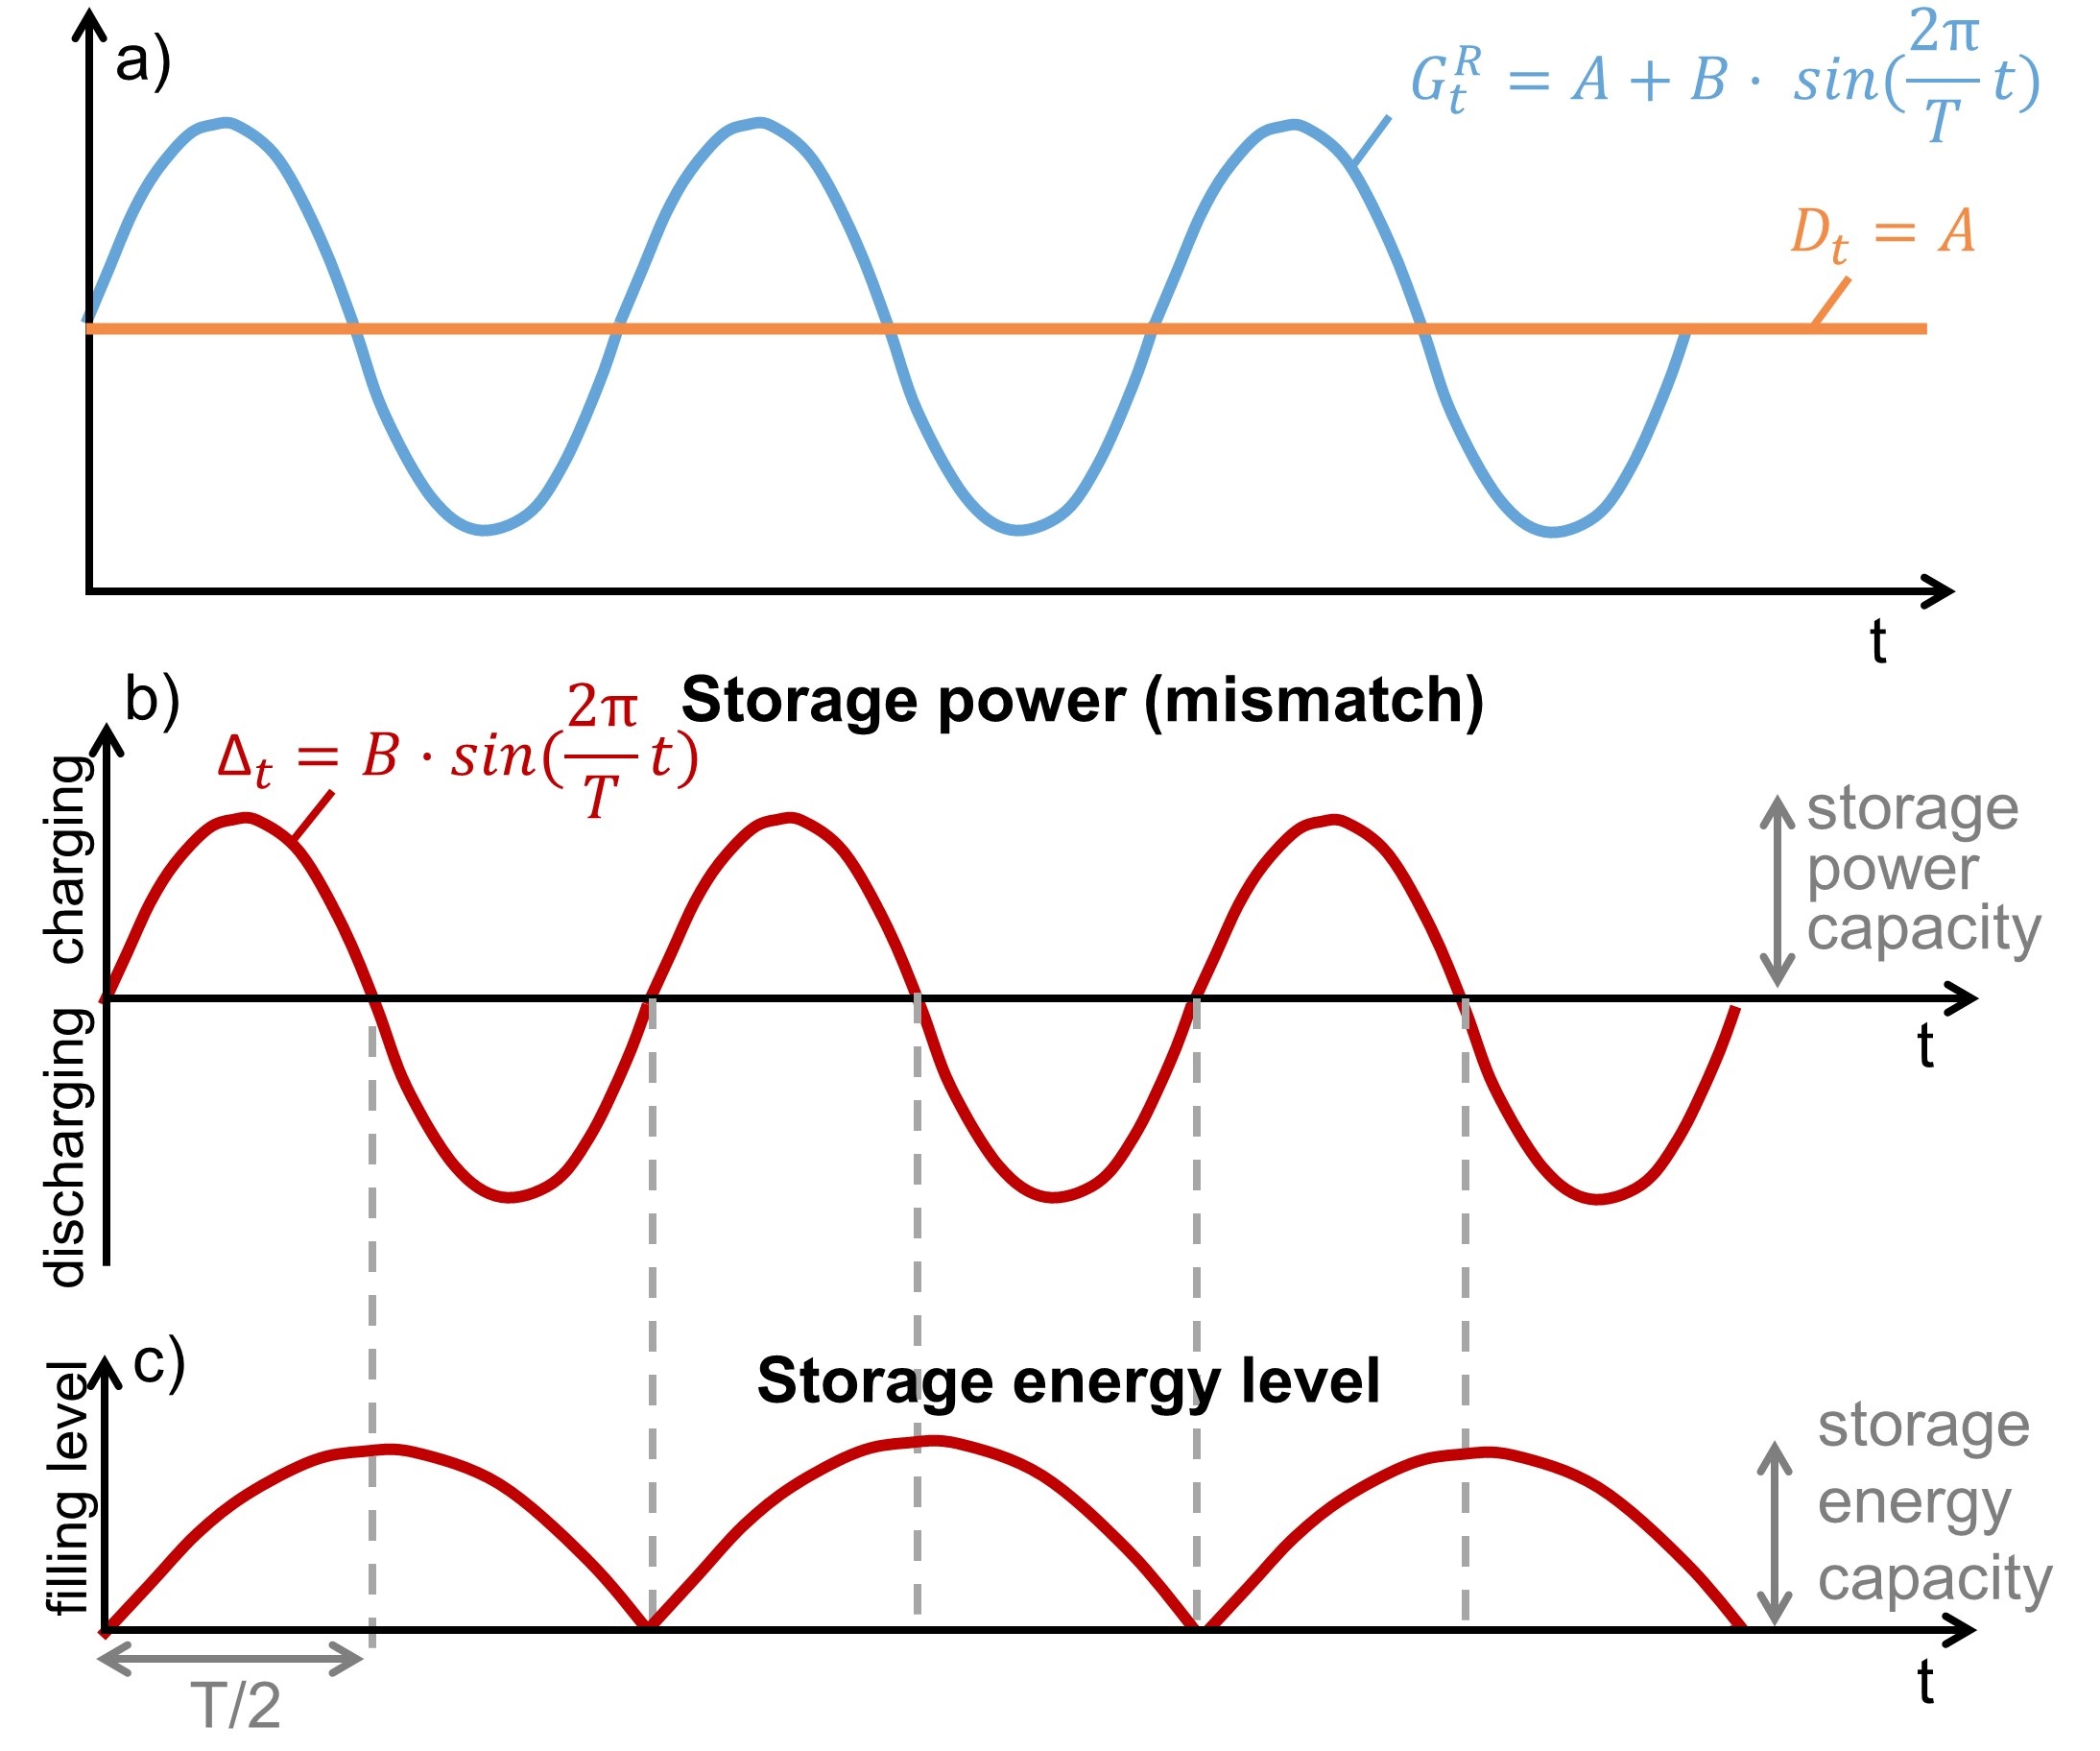 a)
G_t^R = A + B · sin(2π/T t)
D_t = A
t
b)
Storage power (mismatch)
Δ_t = B · sin(2π/T t)
charging
discharging
storage
power
capacity
t
c)
Storage energy level
filling level
storage
energy
capacity
T/2
t